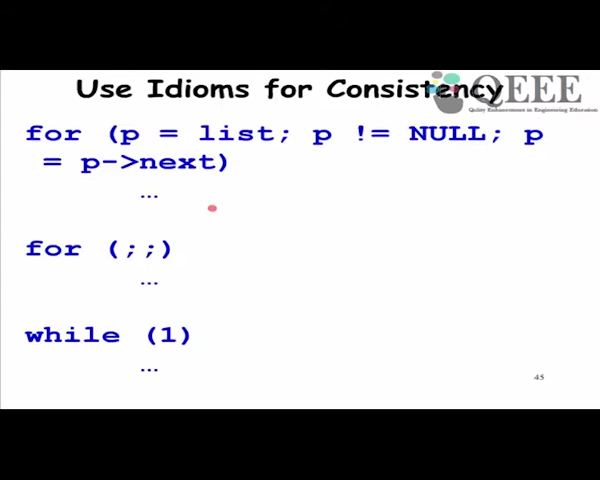 Use Idioms for Consistency
QEEE
Quality Enhancement in Engineering Education
for (p = list; p != NULL; p
= p->next)
...
for (;;)
...
while (1)
...
45